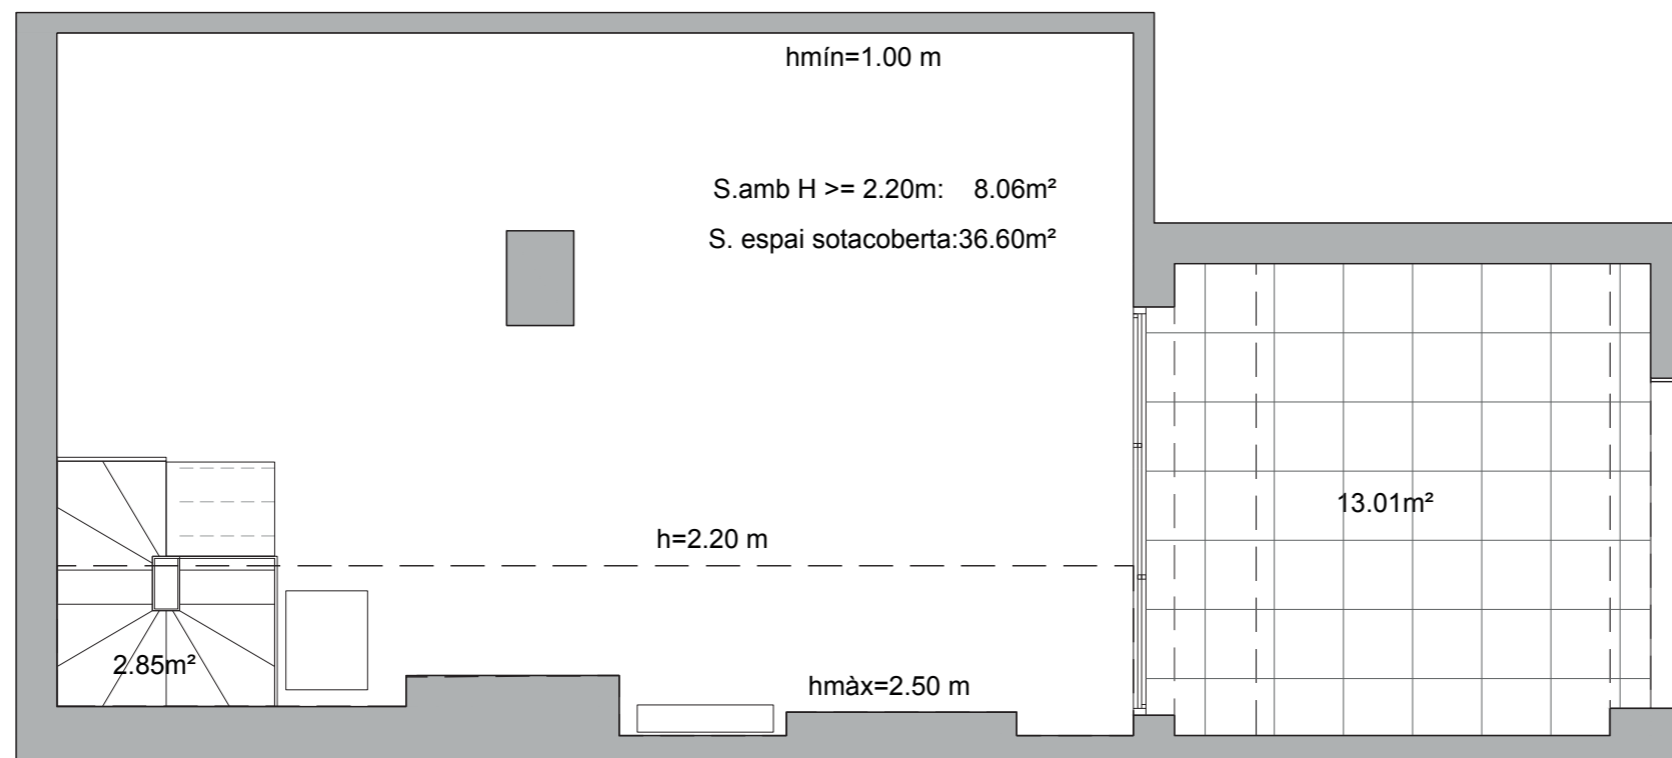 hmín=1.00 m
S.amb H >= 2.20m: 8.06m²
S. espai sotacoberta:36.60m²
13.01m²
h=2.20 m
2.85m²
hmàx=2.50 m